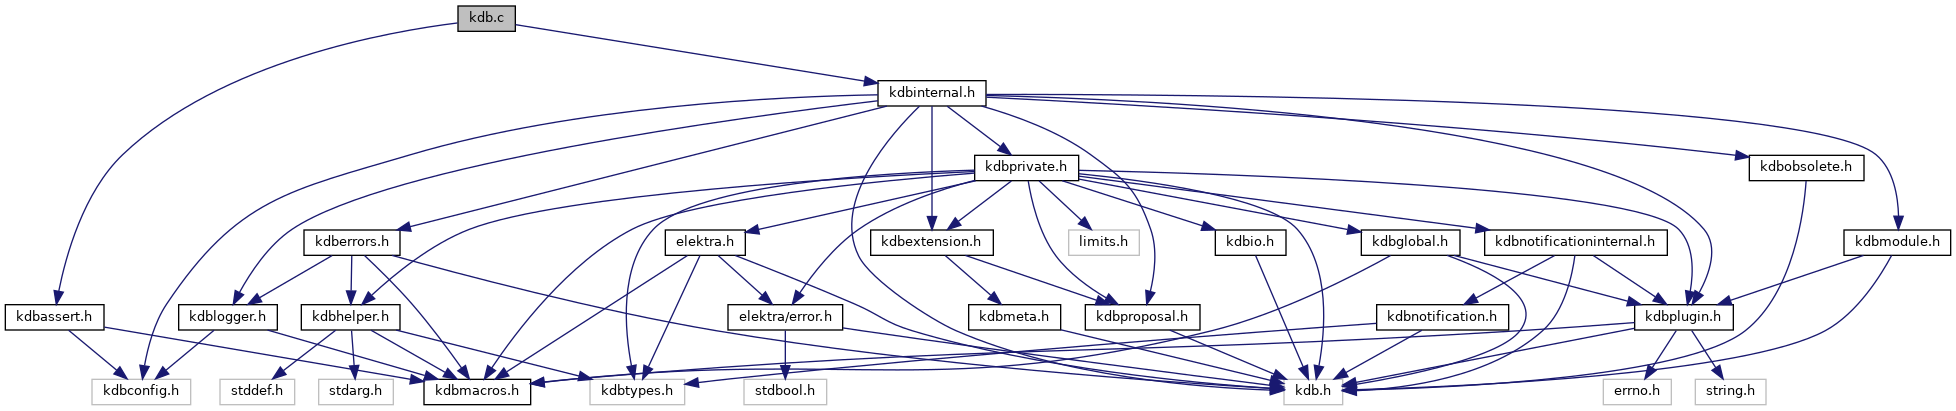 kdb.c
kdbinternal.h
kdbprivate.h
kdbobsolete.h
kdberrors.h
elektra.h
kdbextension.h
limits.h
kdbio.h
kdbglobal.h
kdbnotificationinternal.h
kdbmodule.h
kdbassert.h
kdblogger.h
kdbhelper.h
elektra/error.h
kdbmeta.h
kdbproposal.h
kdbnotification.h
kdbplugin.h
kdbconfig.h
stddef.h
stdarg.h
kdbmacros.h
kdbtypes.h
stdbool.h
kdb.h
errno.h
string.h